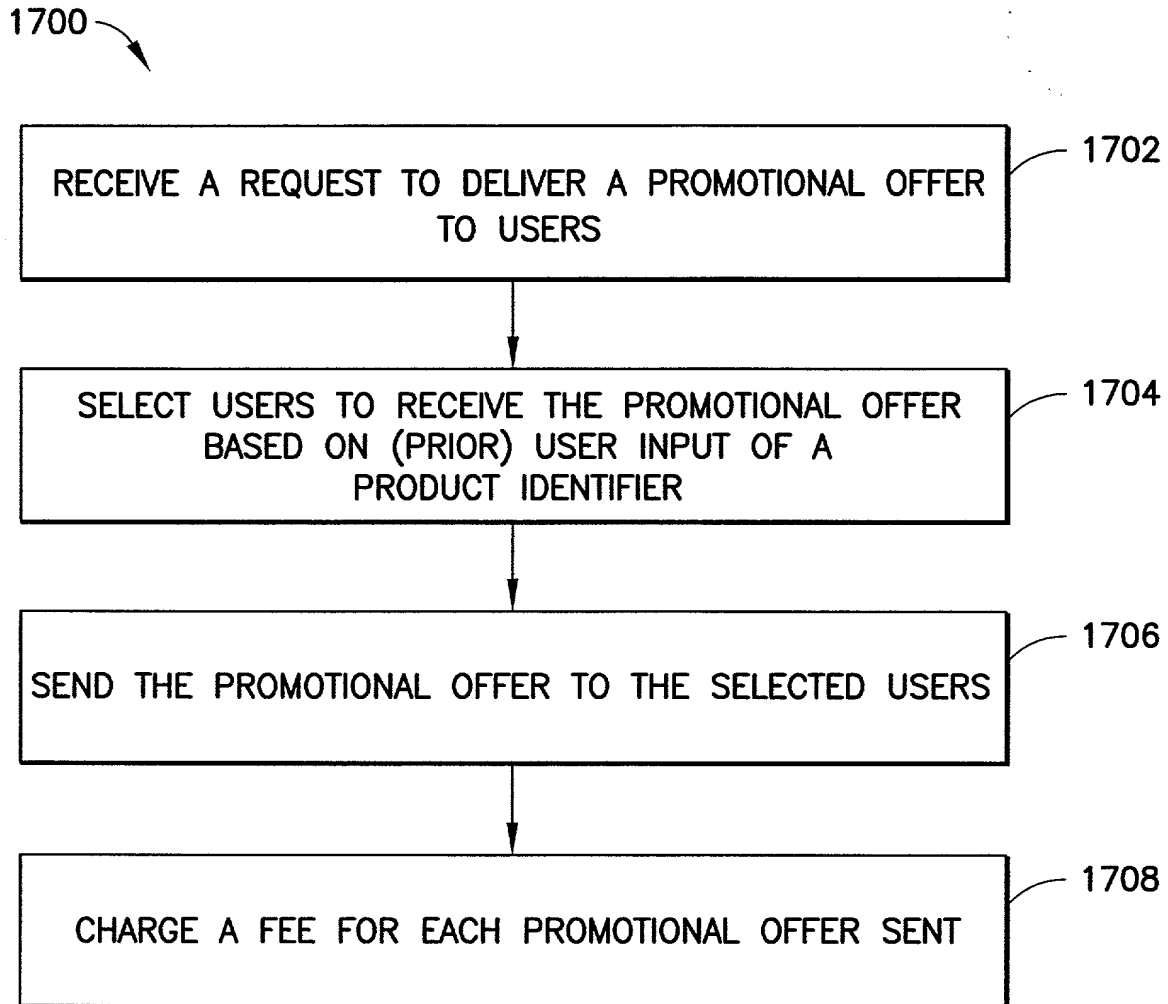 1700
RECEIVE A REQUEST TO DELIVER A PROMOTIONAL OFFER
TO USERS
1702
SELECT USERS TO RECEIVE THE PROMOTIONAL OFFER
BASED ON (PRIOR) USER INPUT OF A
PRODUCT IDENTIFIER
1704
SEND THE PROMOTIONAL OFFER TO THE SELECTED USERS
1706
CHARGE A FEE FOR EACH PROMOTIONAL OFFER SENT
1708